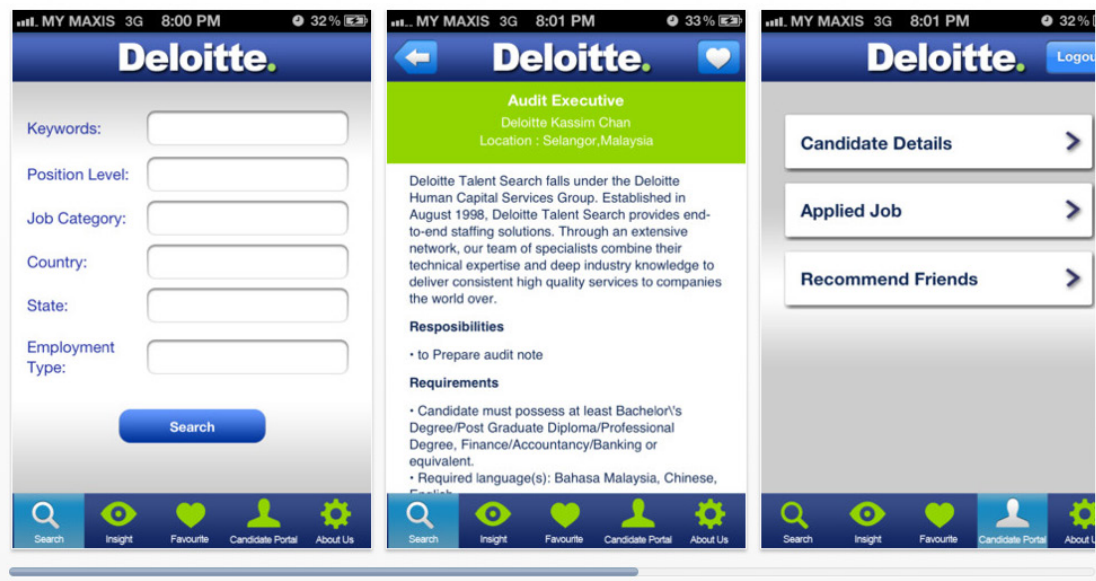 MY MAXIS 3G 8:00 PM 32%
Deloitte.
Keywords:
Position Level:
Job Category:
Country:
State:
Employment
Type:
Search
Search Insight Favourite Candidate Portal About Us
MY MAXIS 3G 8:01 PM 33%
Deloitte.
Audit Executive
Deloitte Kassim Chan
Location : Selangor,Malaysia
Deloitte Talent Search falls under the Deloitte
Human Capital Services Group. Established in
August 1998, Deloitte Talent Search provides end-
to-end staffing solutions. Through an extensive
network, our team of specialists combine their
technical expertise and deep industry knowledge to
deliver consistent high quality services to companies
the world over.
Resposibilities
• to Prepare audit note
Requirements
• Candidate must possess at least Bachelor\'s
Degree/Post Graduate Diploma/Professional
Degree, Finance/Accountancy/Banking or
equivalent.
• Required language(s): Bahasa Malaysia, Chinese,
English
Search Insight Favourite Candidate Portal About Us
MY MAXIS 3G 8:01 PM 32%
Deloitte.
Logou
Candidate Details
Applied Job
Recommend Friends
Search Insight Favourite Candidate Portal About U